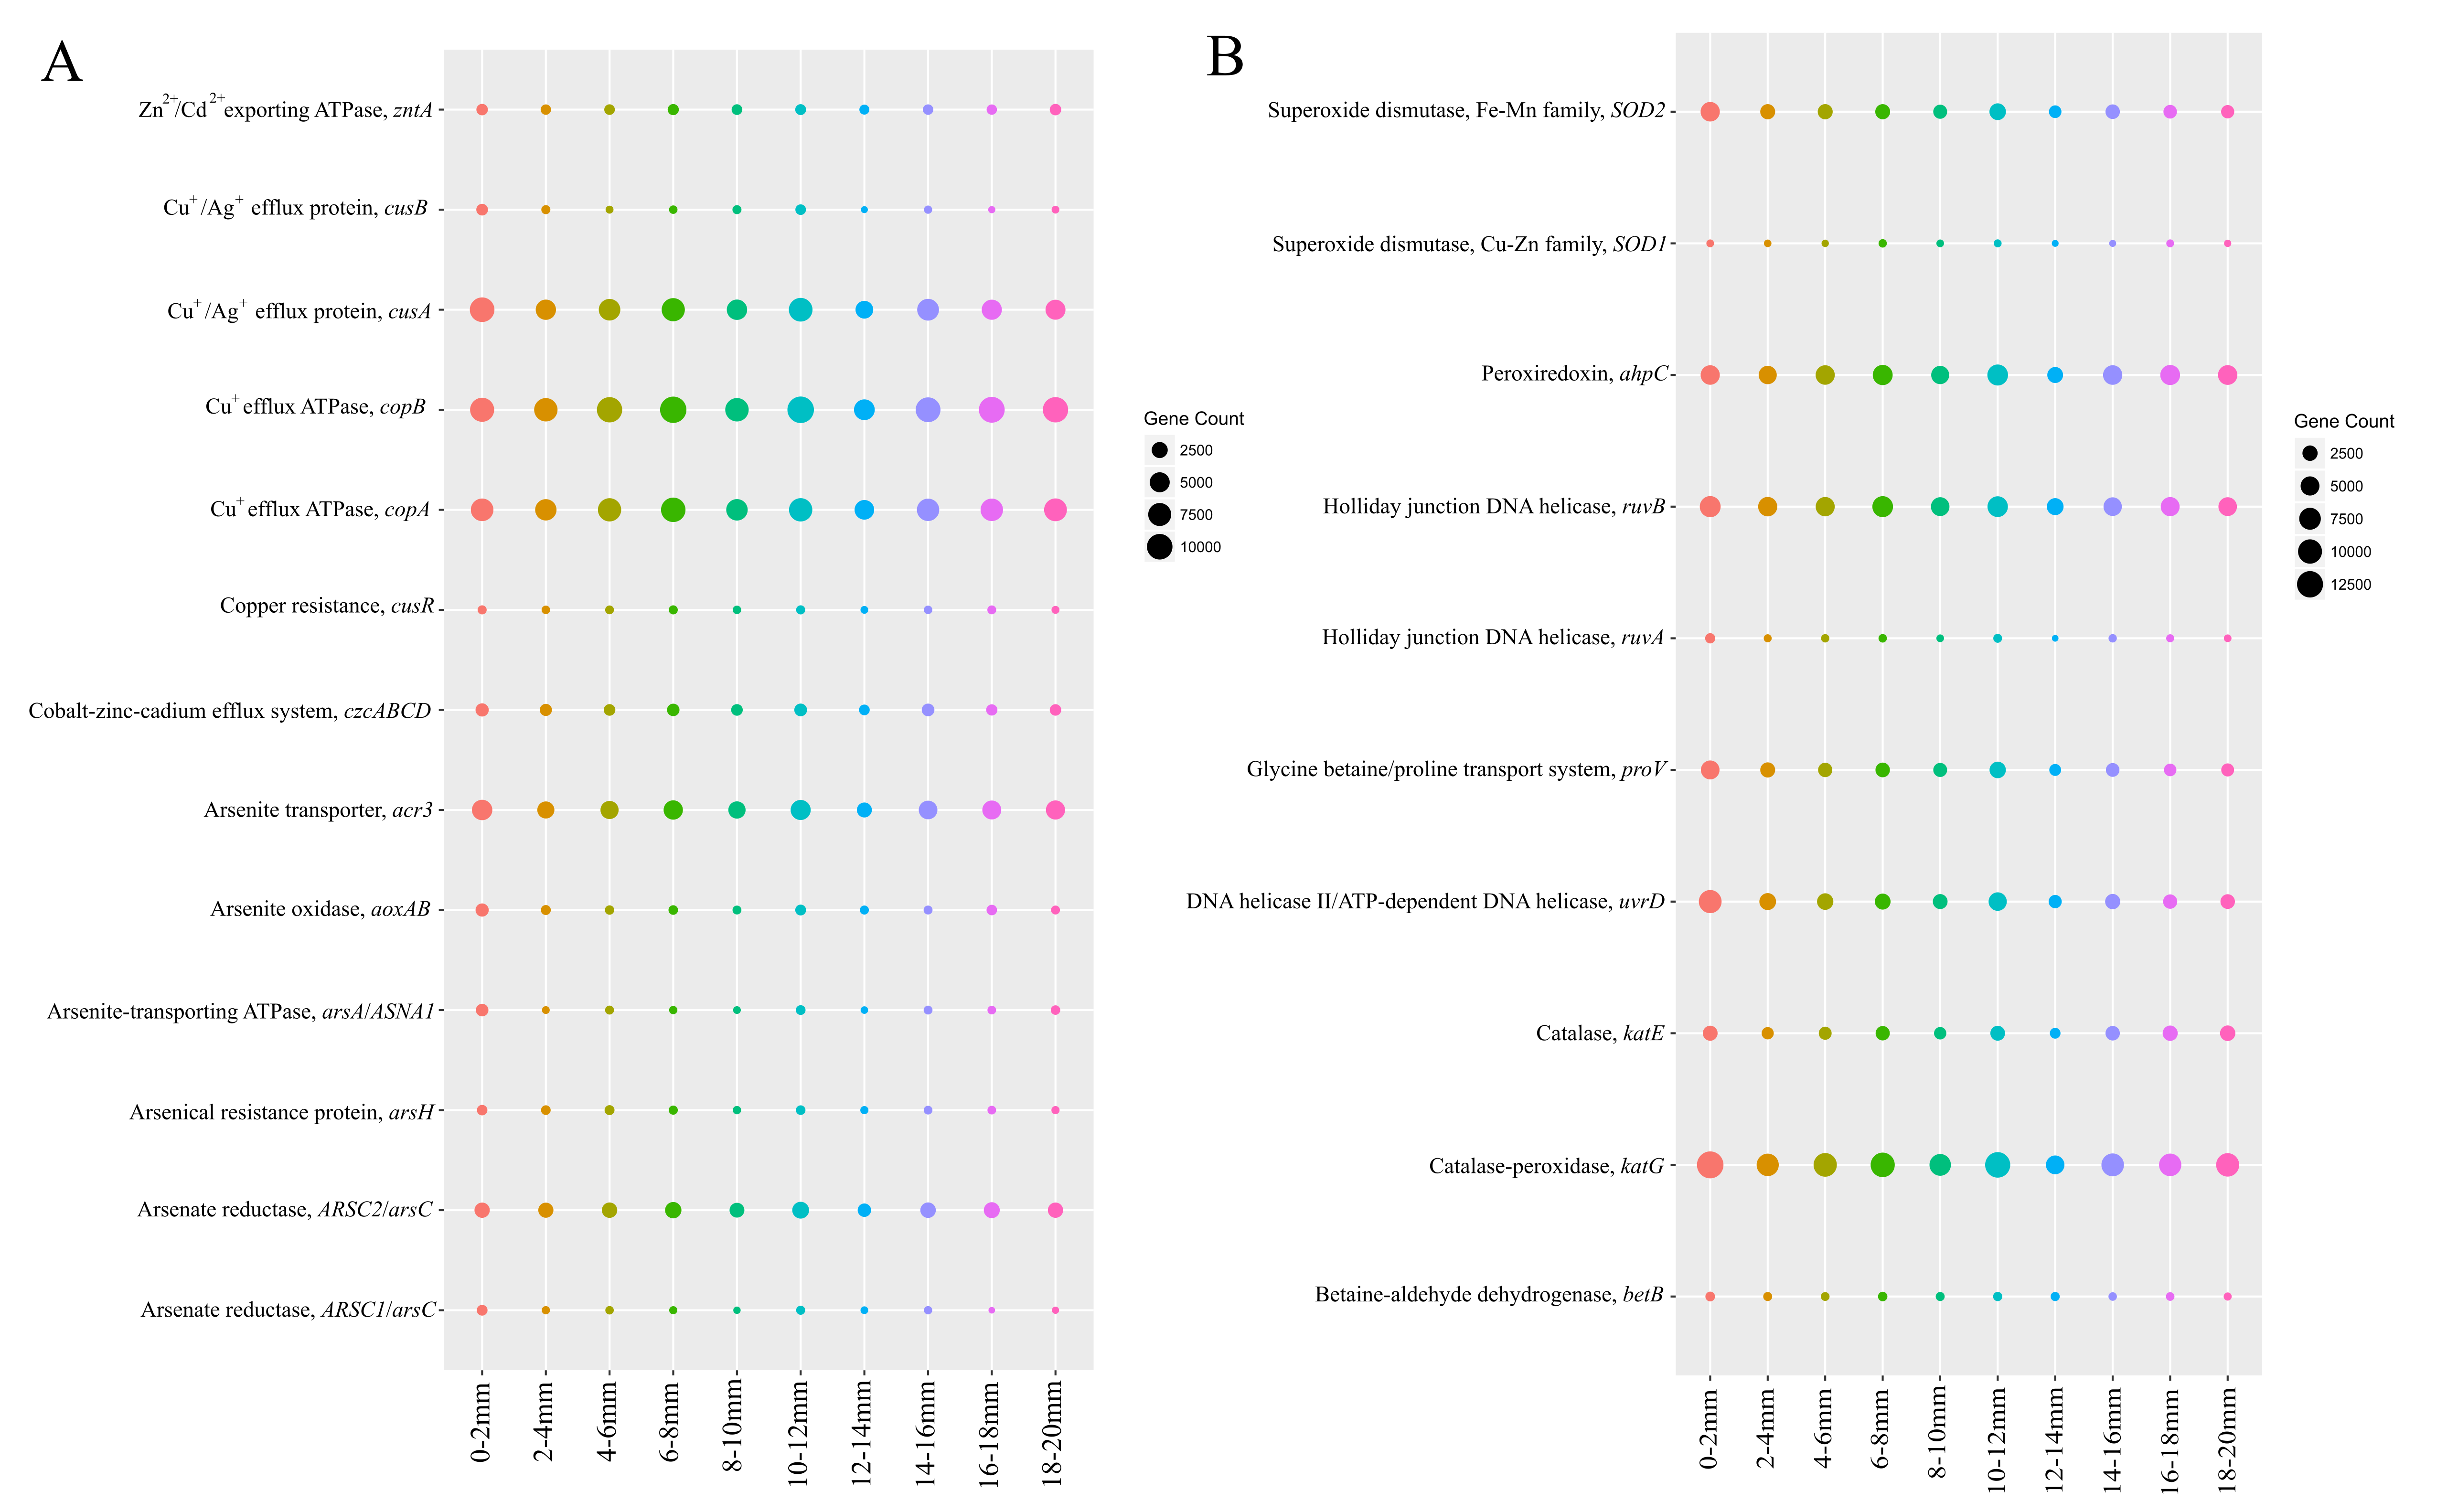 A
Zn2+/Cd2+exporting ATPase, zntA
Cu+/Ag+ efflux protein, cusB
Cu+/Ag+ efflux protein, cusA
Cu+efflux ATPase, copB
Cu+efflux ATPase, copA
Copper resistance, cusR
Cobalt-zinc-cadium efflux system, czcABCD
Arsenite transporter, acr3
Arsenite oxidase, aoxAB
Arsenite-transporting ATPase, arsA/ASNA1
Arsenical resistance protein, arsH
Arsenate reductase, ARSC2/arsC
Arsenate reductase, ARSC1/arsC
0-2mm
2-4mm
4-6mm
6-8mm
8-10mm
10-12mm
12-14mm
14-16mm
16-18mm
18-20mm
Gene Count
2500
5000
7500
10000
B
Superoxide dismutase, Fe-Mn family, SOD2
Superoxide dismutase, Cu-Zn family, SOD1
Peroxiredoxin, ahpC
Holliday junction DNA helicase, ruvB
Holliday junction DNA helicase, ruvA
Glycine betaine/proline transport system, proV
DNA helicase II/ATP-dependent DNA helicase, uvrD
Catalase, katE
Catalase-peroxidase, katG
Betaine-aldehyde dehydrogenase, betB
0-2mm
2-4mm
4-6mm
6-8mm
8-10mm
10-12mm
12-14mm
14-16mm
16-18mm
18-20mm
Gene Count
2500
5000
7500
10000
12500